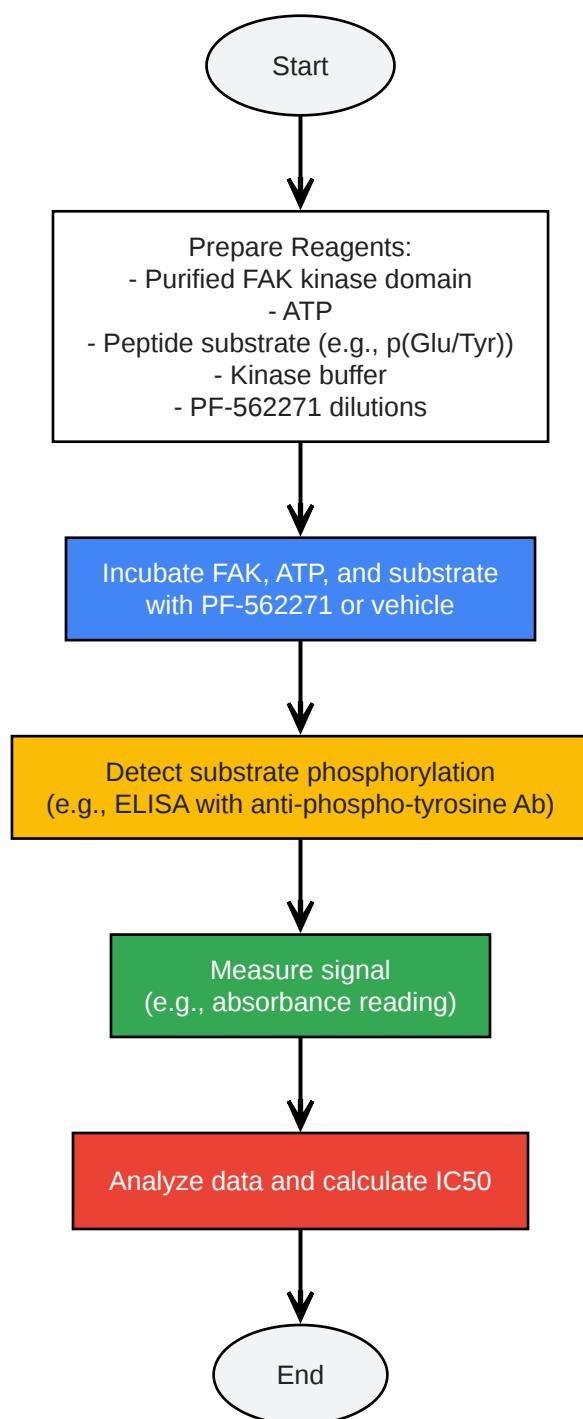 Start
Prepare Reagents:
- Purified FAK kinase domain
- ATP
- Peptide substrate (e.g., p(Glu/Tyr))
- Kinase buffer
- PF-562271 dilutions
Incubate FAK, ATP, and substrate
with PF-562271 or vehicle
Detect substrate phosphorylation
(e.g., ELISA with anti-phospho-tyrosine Ab)
Measure signal
(e.g., absorbance reading)
Analyze data and calculate IC50
End